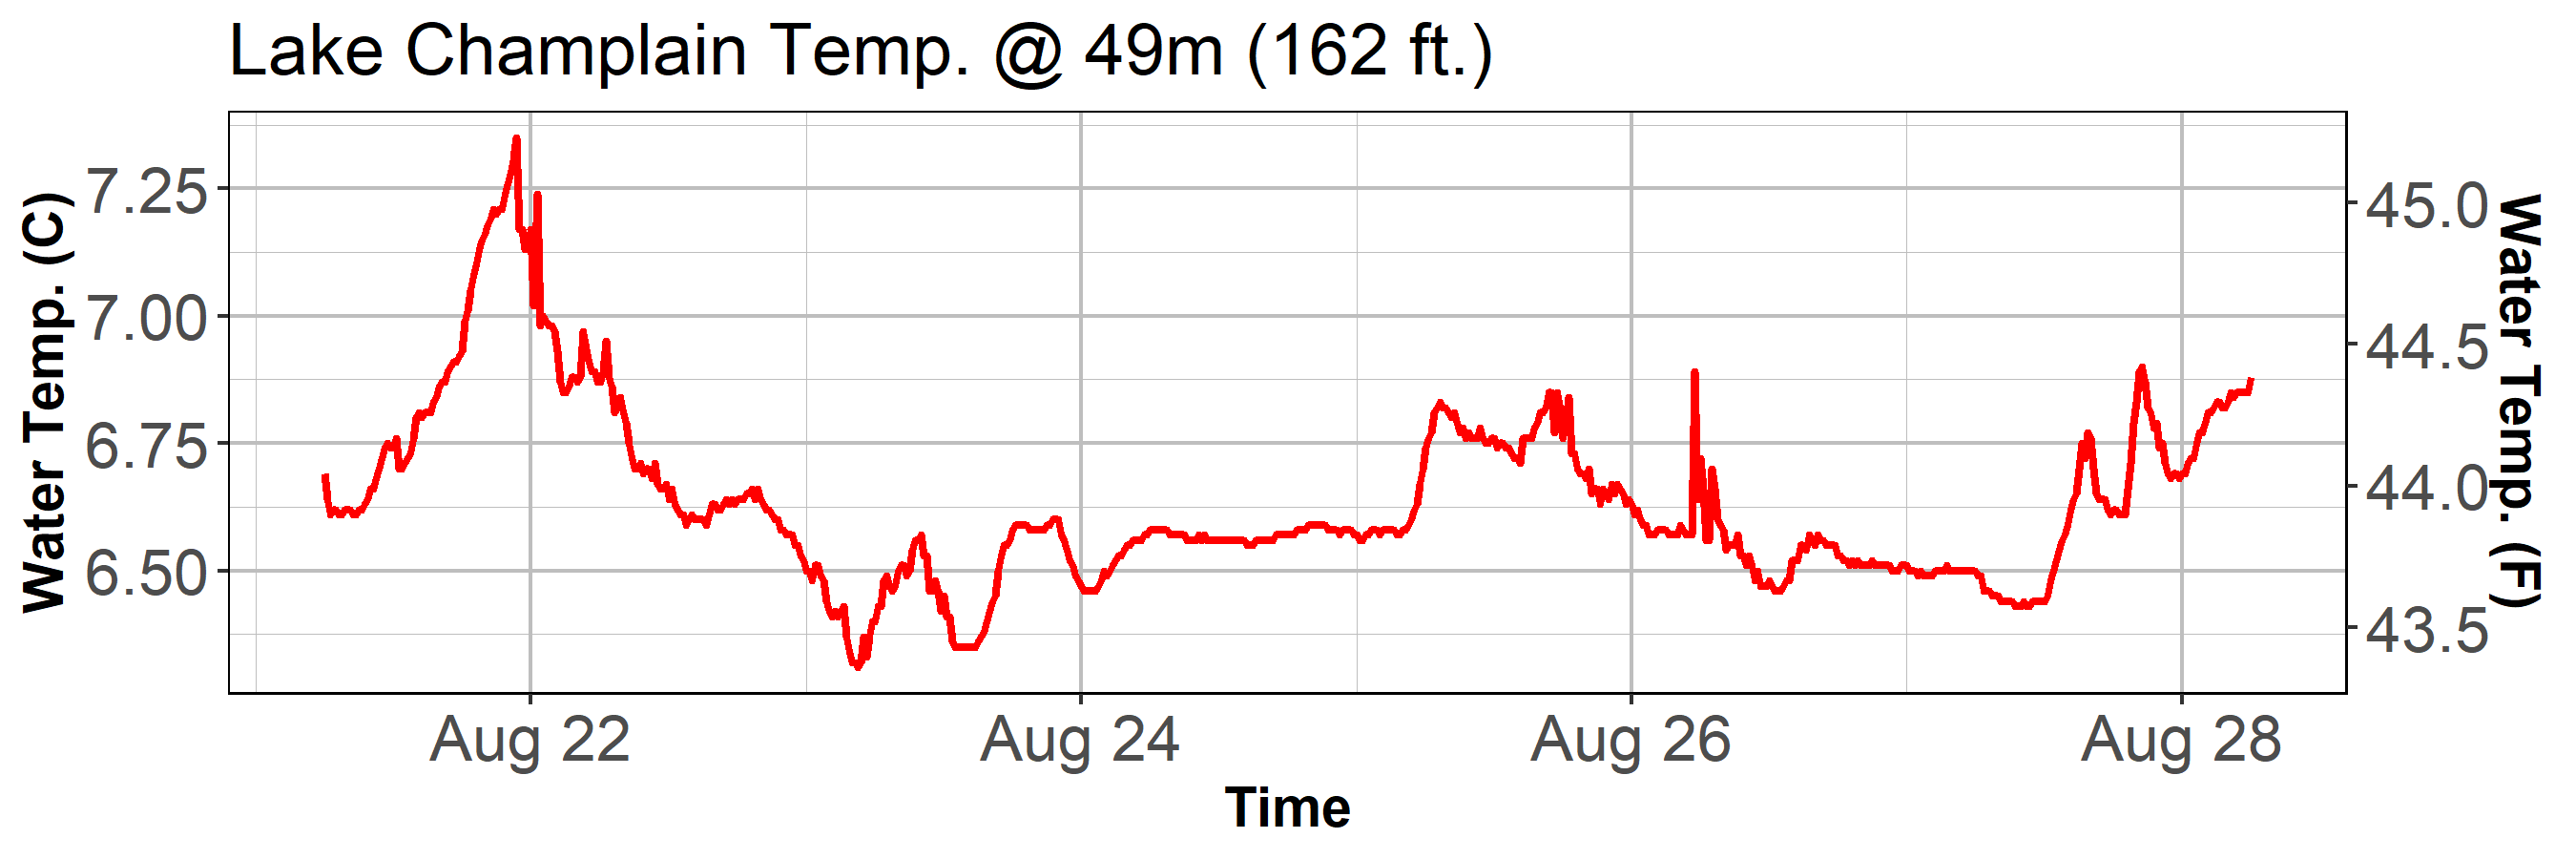 Lake Champlain Temp. @ 49m (162 ft.)
Water Temp. (C)
7.25
7.00
6.75
6.50
45.0
44.5
44.0
43.5
Water Temp. (F)
Aug 22 Aug 24 Aug 26 Aug 28
Time